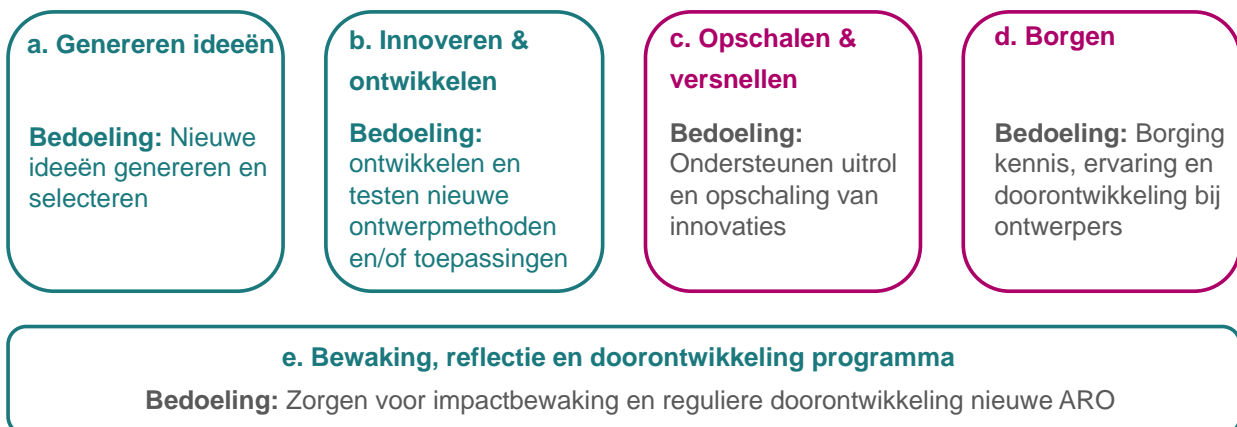 a. Genereren ideeën
Bedoeling: Nieuwe
ideeën genereren en
selecteren
b. Innoveren &
ontwikkelen
Bedoeling:
ontwikkelen en
testen nieuwe
ontwerpmethoden
en/of toepassingen
c. Opschalen &
versnellen
Bedoeling:
Ondersteunen uitrol
en opschaling van
innovaties
d. Borgen
Bedoeling: Borging
kennis, ervaring en
doorontwikkeling bij
ontwerpers
e. Bewaking, reflectie en doorontwikkeling programma
Bedoeling: Zorgen voor impactbewaking en reguliere doorontwikkeling nieuwe ARO